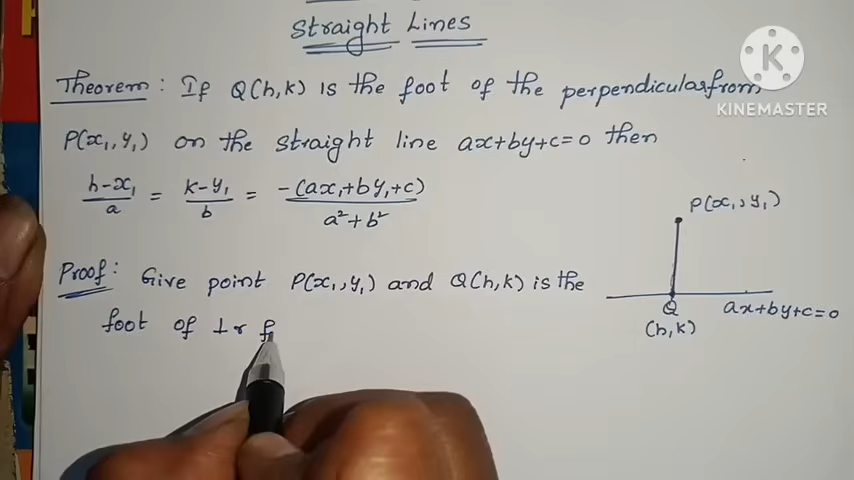 Straight Lines
Theorem: If Q(h,k) is the foot of the perpendicular from
P(x₁,y₁) on the straight line ax+by+c=0 then
h-x₁/a = k-y₁/b = -(ax₁+by₁+c)/a²+b²
Proof: Give point P(x₁,y₁) and Q(h,k) is the
foot of ⊥r f
P(x₁,y₁)
Q
(h,k)
ax+by+c=0
K
KINEMASTER